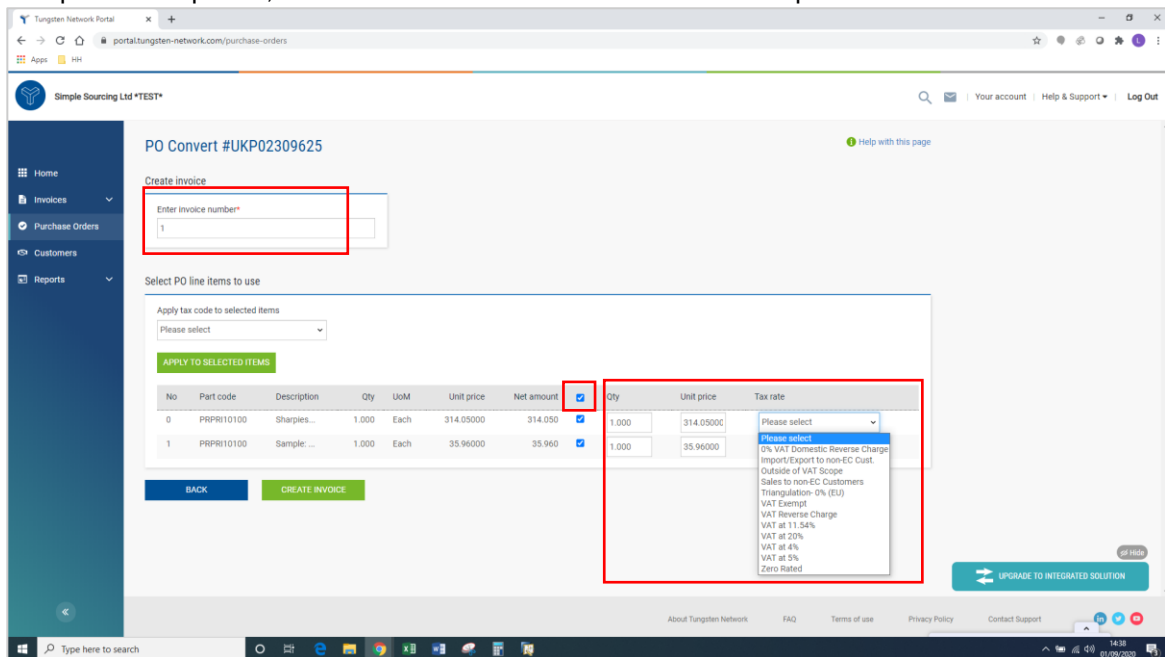 Tungsten Network Portal
portal.tungsten-network.com/purchase-orders
Apps HH
Simple Sourcing Ltd *TEST*
Your account | Help & Support | Log Out
PO Convert #UKP02309625
Help with this page
Home
Invoices
Purchase Orders
Customers
Reports
Create invoice
Enter invoice number*
1
Select PO line items to use
Apply tax code to selected items
Please select
APPLY TO SELECTED ITEMS
No Part code Description Qty UoM Unit price Net amount Qty Unit price Tax rate
0 PRPRI10100 Sharpies... 1.000 Each 314.05000 314.050 1.000 314.0500( Please select
1 PRPRI10100 Sample: ... 1.000 Each 35.96000 35.960 1.000 35.96000
Please select
0% VAT Domestic Reverse Charge
Import/Export to non-EC Cust.
Outside of VAT Scope
Sales to non-EC Customers
Triangulation- 0% (EU)
VAT Exempt
VAT Reverse Charge
VAT at 11.54%
VAT at 20%
VAT at 4%
VAT at 5%
Zero Rated
BACK CREATE INVOICE
Hide
UPGRADE TO INTEGRATED SOLUTION
About Tungsten Network FAQ Terms of use Privacy Policy Contact Support
Type here to search
14:38
01/09/2020